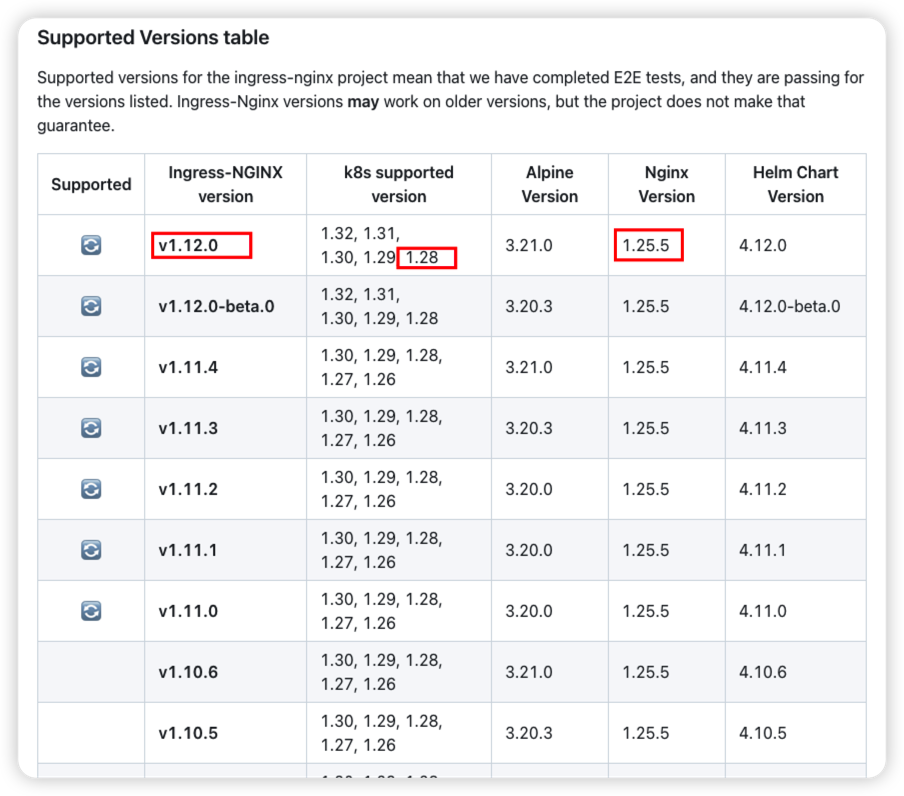 Supported Versions table
Supported versions for the ingress-nginx project mean that we have completed E2E tests, and they are passing for
the versions listed. Ingress-Nginx versions may work on older versions, but the project does not make that
guarantee.
Supported Ingress-NGINX version k8s supported version Alpine Version Nginx Version Helm Chart Version
v1.12.0 1.32, 1.31, 1.30, 1.29 1.28 3.21.0 1.25.5 4.12.0
v1.12.0-beta.0 1.32, 1.31, 1.30, 1.29, 1.28 3.20.3 1.25.5 4.12.0-beta.0
v1.11.4 1.30, 1.29, 1.28, 1.27, 1.26 3.21.0 1.25.5 4.11.4
v1.11.3 1.30, 1.29, 1.28, 1.27, 1.26 3.20.3 1.25.5 4.11.3
v1.11.2 1.30, 1.29, 1.28, 1.27, 1.26 3.20.0 1.25.5 4.11.2
v1.11.1 1.30, 1.29, 1.28, 1.27, 1.26 3.20.0 1.25.5 4.11.1
v1.11.0 1.30, 1.29, 1.28, 1.27, 1.26 3.20.0 1.25.5 4.11.0
v1.10.6 1.30, 1.29, 1.28, 1.27, 1.26 3.21.0 1.25.5 4.10.6
v1.10.5 1.30, 1.29, 1.28, 1.27, 1.26 3.20.3 1.25.5 4.10.5